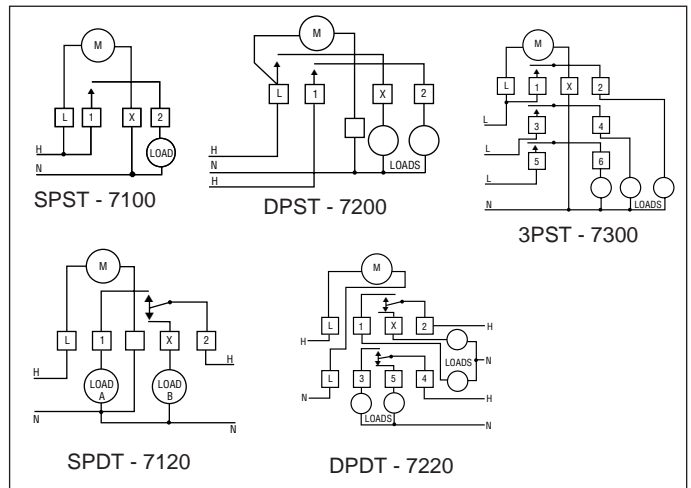 M
L 1 X 2
H
LOAD
N
SPST - 7100
M
L 1 X 2
H
N
LOADS
H
DPST - 7200
M
L 1 X 2
L
3 4
L
5 6
L
LOADS
N
3PST - 7300
M
L 1 X 2
H
H
LOAD A
LOAD B
N
N
SPDT - 7120
M
L 1 X 2
H
H
LOADS
N
L 3 5 4
N
H
LOADS
N
DPDT - 7220